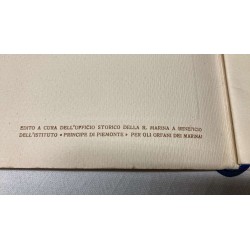 EDITO A CURA DELL'UFFICIO STORICO DELLA R. MARINA A BENEFICIO
DELL'ISTITUTO « PRINCIPE DI PIEMONTE » PER GLI ORFANI DEI MARINAI